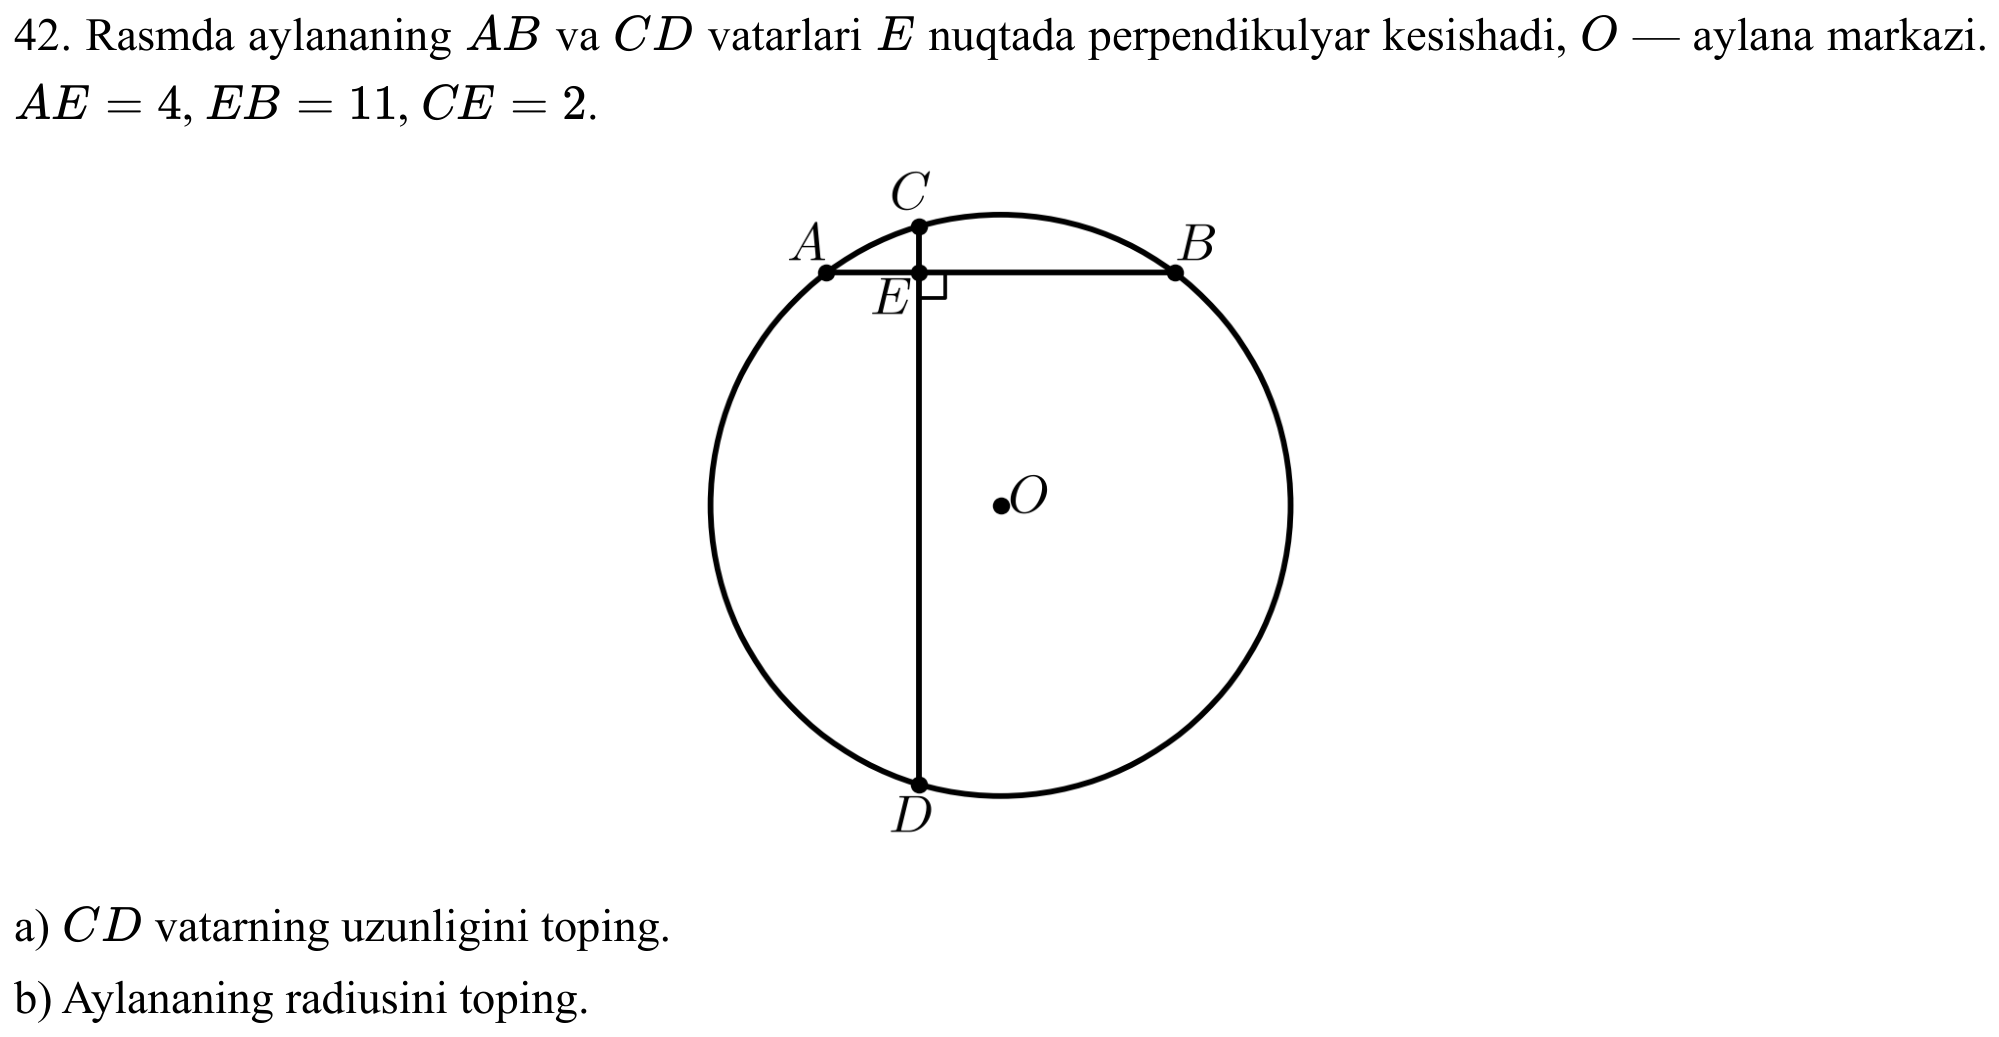 42. Rasmda aylananing AB va CD vatarlari E nuqtada perpendikulyar kesishadi, O — aylana markazi.
AE = 4, EB = 11, CE = 2.
C
A
B
E
O
D
a) CD vatarning uzunligini toping.
b) Aylananing radiusini toping.